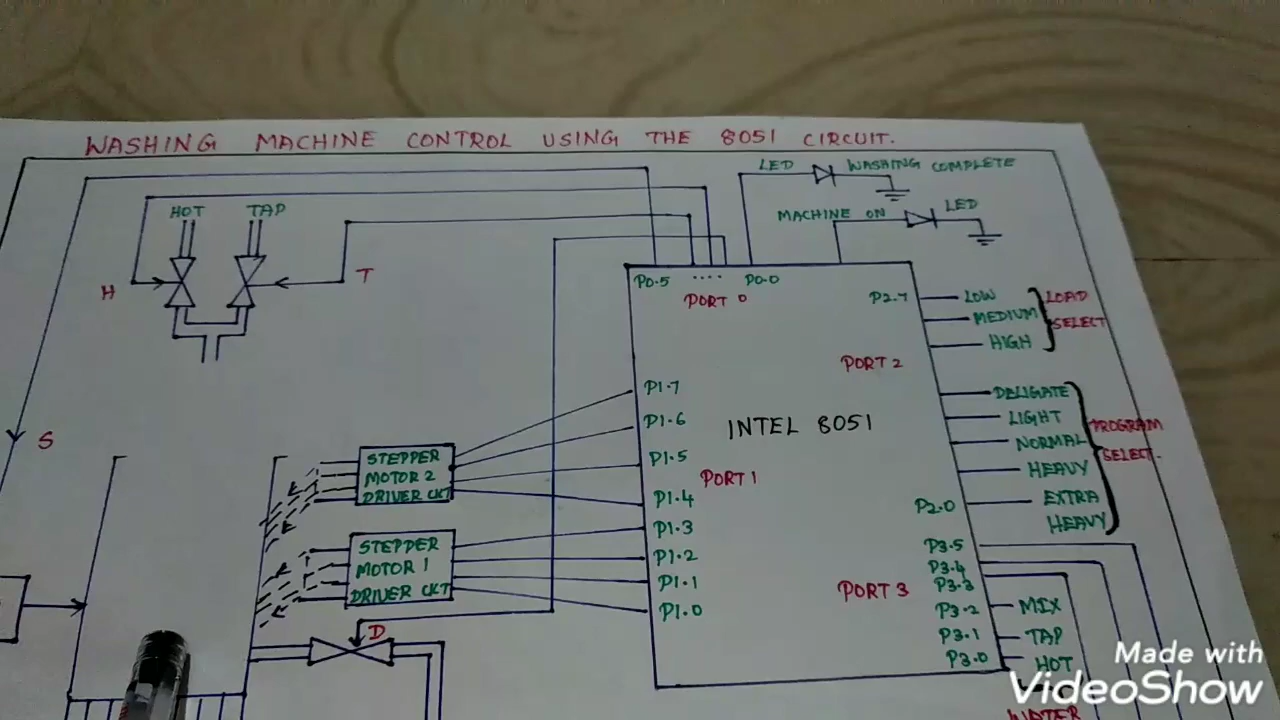 WASHING MACHINE CONTROL USING THE 8051 CIRCUIT.
LED WASHING COMPLETE
MACHINE ON LED
HOT TAP
H
T
S
P0.5 .... P0.0
PORT 0
P2.7
LOW
MEDIUM
HIGH
LOAD
SELECT
PORT 2
P1.7
P1.6
P1.5
P1.4
P1.3
P1.2
P1.1
P1.0
INTEL 8051
PORT 1
DELIGATE
LIGHT
NORMAL
HEAVY
EXTRA
HEAVY
PROGRAM
SELECT.
P2.0
P3.5
P3.4
P3.3
P3.2
P3.1
P3.0
PORT 3
MIX
TAP
HOT
WATER
STEPPER
MOTOR 2
DRIVER CKT
STEPPER
MOTOR 1
DRIVER CKT
D
Made with
VideoShow